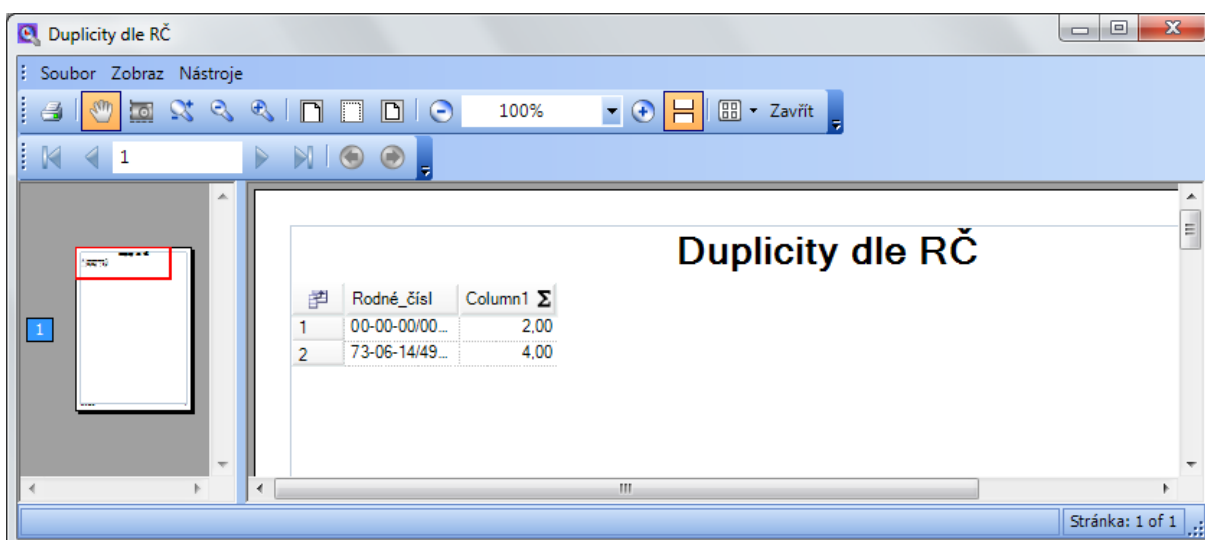 Duplicity dle RČ
Soubor Zobraz Nástroje
100% Zavřít
1
Duplicity dle RČ
Rodné_čísl Column1 Σ
1 00-00-00/00... 2,00
2 73-06-14/49... 4,00
1
Stránka: 1 of 1